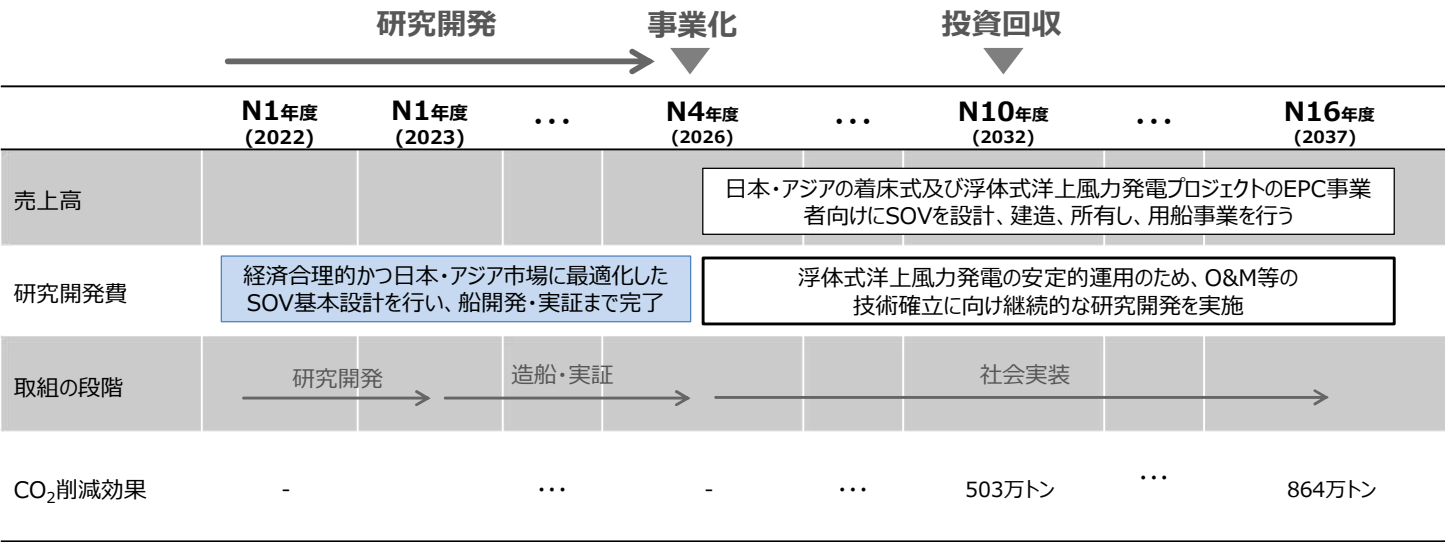 研究開発 事業化 投資回収
N1年度 N1年度 ・・・ N4年度 ・・・ N10年度 ・・・ N16年度
(2022) (2023) (2026) (2032) (2037)
売上高
日本・アジアの着床式及び浮体式洋上風力発電プロジェクトのEPC事業
者向けにSOVを設計、建造、所有し、用船事業を行う
研究開発費
経済合理的かつ日本・アジア市場に最適化した
SOV基本設計を行い、船開発・実証まで完了
浮体式洋上風力発電の安定的運用のため、O&M等の
技術確立に向け継続的な研究開発を実施
取組の段階 研究開発 造船・実証 社会実装
CO₂削減効果 - ・・・ - ・・・ 503万トン ・・・ 864万トン